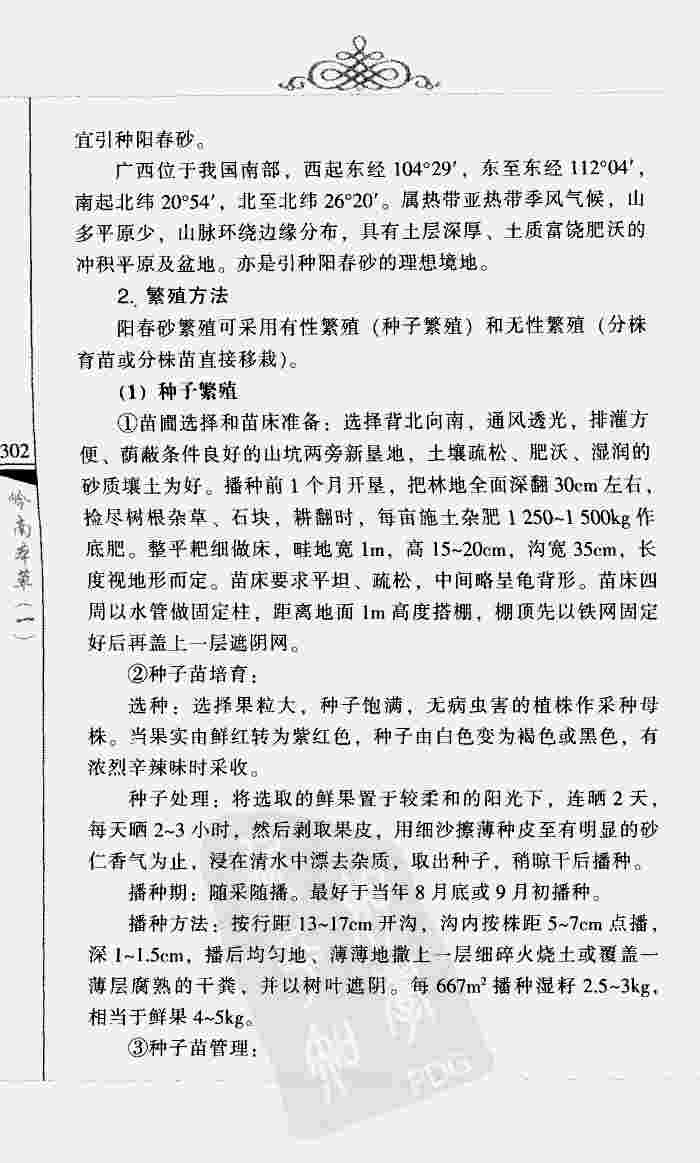 宜引种阳春砂。
广西位于我国南部，西起东经 104°29′，东至东经 112°04′，
南起北纬 20°54′，北至北纬 26°20′。属热带亚热带季风气候，山
多平原少，山脉环绕边缘分布，具有土层深厚、土质富饶肥沃的
冲积平原及盆地。亦是引种阳春砂的理想境地。
2. 繁殖方法
阳春砂繁殖可采用有性繁殖（种子繁殖）和无性繁殖（分株
育苗或分株苗直接移栽）。
(1) 种子繁殖
①苗圃选择和苗床准备：选择背北向南，通风透光，排灌方
便、荫蔽条件良好的山坑两旁新垦地，土壤疏松、肥沃、湿润的
砂质壤土为好。播种前 1 个月开垦，把林地全面深翻 30cm 左右，
捡尽树根杂草、石块，耕翻时，每亩施土杂肥 1 250~1 500kg 作
底肥。整平耙细做床，畦地宽 1m，高 15~20cm，沟宽 35cm，长
度视地形而定。苗床要求平坦、疏松，中间略呈龟背形。苗床四
周以水管做固定柱，距离地面 1m 高度搭棚，棚顶先以铁网固定
好后再盖上一层遮阴网。
②种子苗培育：
选种：选择果粒大，种子饱满，无病虫害的植株作采种母
株。当果实由鲜红转为紫红色，种子由白色变为褐色或黑色，有
浓烈辛辣味时采收。
种子处理：将选取的鲜果置于较柔和的阳光下，连晒 2 天，
每天晒 2~3 小时，然后剥取果皮，用细沙擦薄种皮至有明显的砂
仁香气为止，浸在清水中漂去杂质，取出种子，稍晾干后播种。
播种期：随采随播。最好于当年 8 月底或 9 月初播种。
播种方法：按行距 13~17cm 开沟，沟内按株距 5~7cm 点播，
深 1~1.5cm，播后均匀地、薄薄地撒上一层细碎火烧土或覆盖一
薄层腐熟的干粪，并以树叶遮阴。每 667m² 播种湿籽 2.5~3kg，
相当于鲜果 4~5kg。
③种子苗管理：
302
岭南本草（一）
PDG